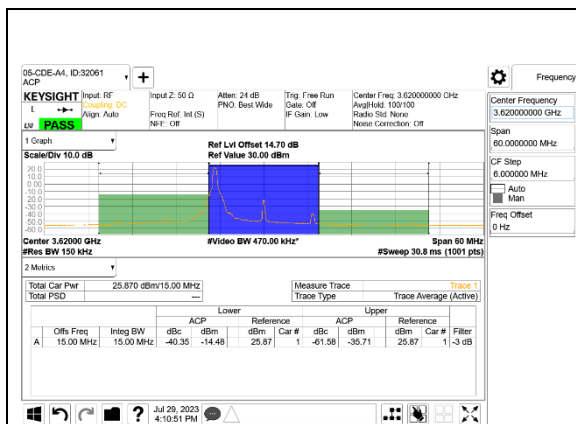 05-CDE-A4, ID:32061
ACP
Frequency
KEYSIGHT
L
PASS
Input: RF
Coupling: DC
Align: Auto
Input Z: 50 Ω
Freq Ref: Int (S)
NFE: Off
Atten: 24 dB
PNO: Best Wide
Trig: Free Run
Gate: Off
IF Gain: Low
Center Freq: 3.620000000 GHz
Avg|Hold: 100/100
Radio Std: None
Noise Correction: Off
Center Frequency
3.620000000 GHz
Span
60.0000000 MHz
CF Step
6.000000 MHz
Auto
Man
Freq Offset
0 Hz
1 Graph
Scale/Div 10.0 dB
Ref Lvl Offset 14.70 dB
Ref Value 30.00 dBm
20.0
10.0
0.00
-10.0
-20.0
-30.0
-40.0
-50.0
-60.0
Center 3.62000 GHz
#Video BW 470.00 kHz*
Span 60 MHz
#Res BW 150 kHz
#Sweep 30.8 ms (1001 pts)
2 Metrics
Total Car Pwr 25.870 dBm/15.00 MHz
Total PSD ---
Measure Trace Trace 1
Trace Type Trace Average (Active)
Lower Upper
ACP Reference ACP Reference
Offs Freq Integ BW dBc dBm dBm Car # dBc dBm dBm Car # Filter
A 15.00 MHz 15.00 MHz -40.35 -14.48 25.87 1 -61.58 -35.71 25.87 1 -3 dB
Jul 29, 2023
4:10:51 PM